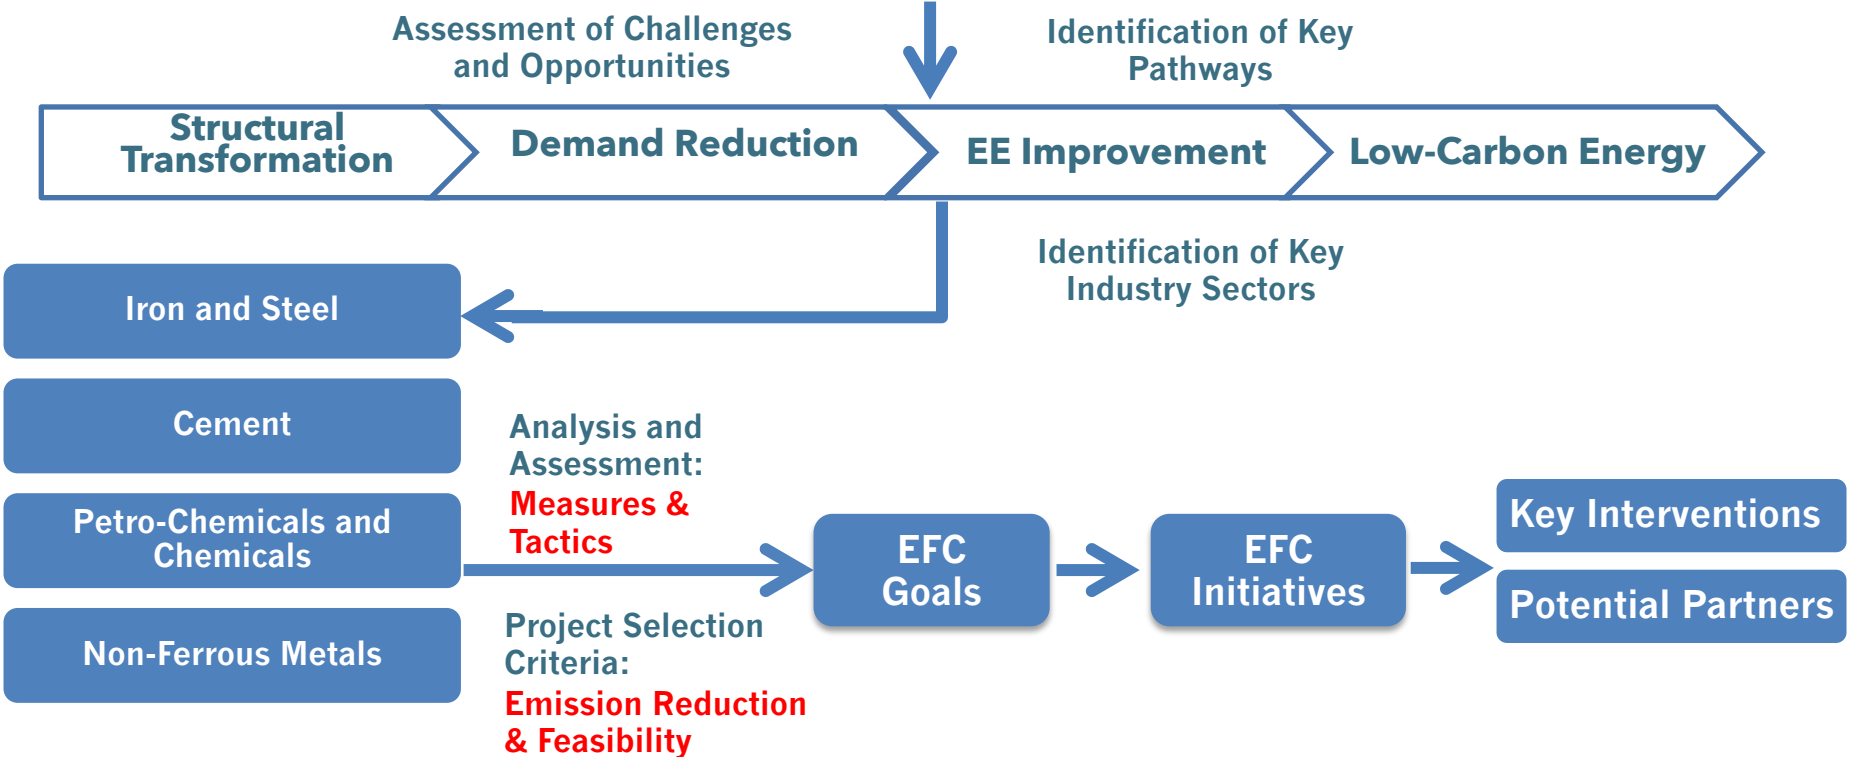 Assessment of Challenges
and Opportunities
Identification of Key
Pathways
Structural
Transformation
Demand Reduction
EE Improvement
Low-Carbon Energy
Identification of Key
Industry Sectors
Iron and Steel
Cement
Petro-Chemicals and
Chemicals
Non-Ferrous Metals
Analysis and
Assessment:
Measures &
Tactics
Project Selection
Criteria:
Emission Reduction
& Feasibility
EFC
Goals
EFC
Initiatives
Key Interventions
Potential Partners